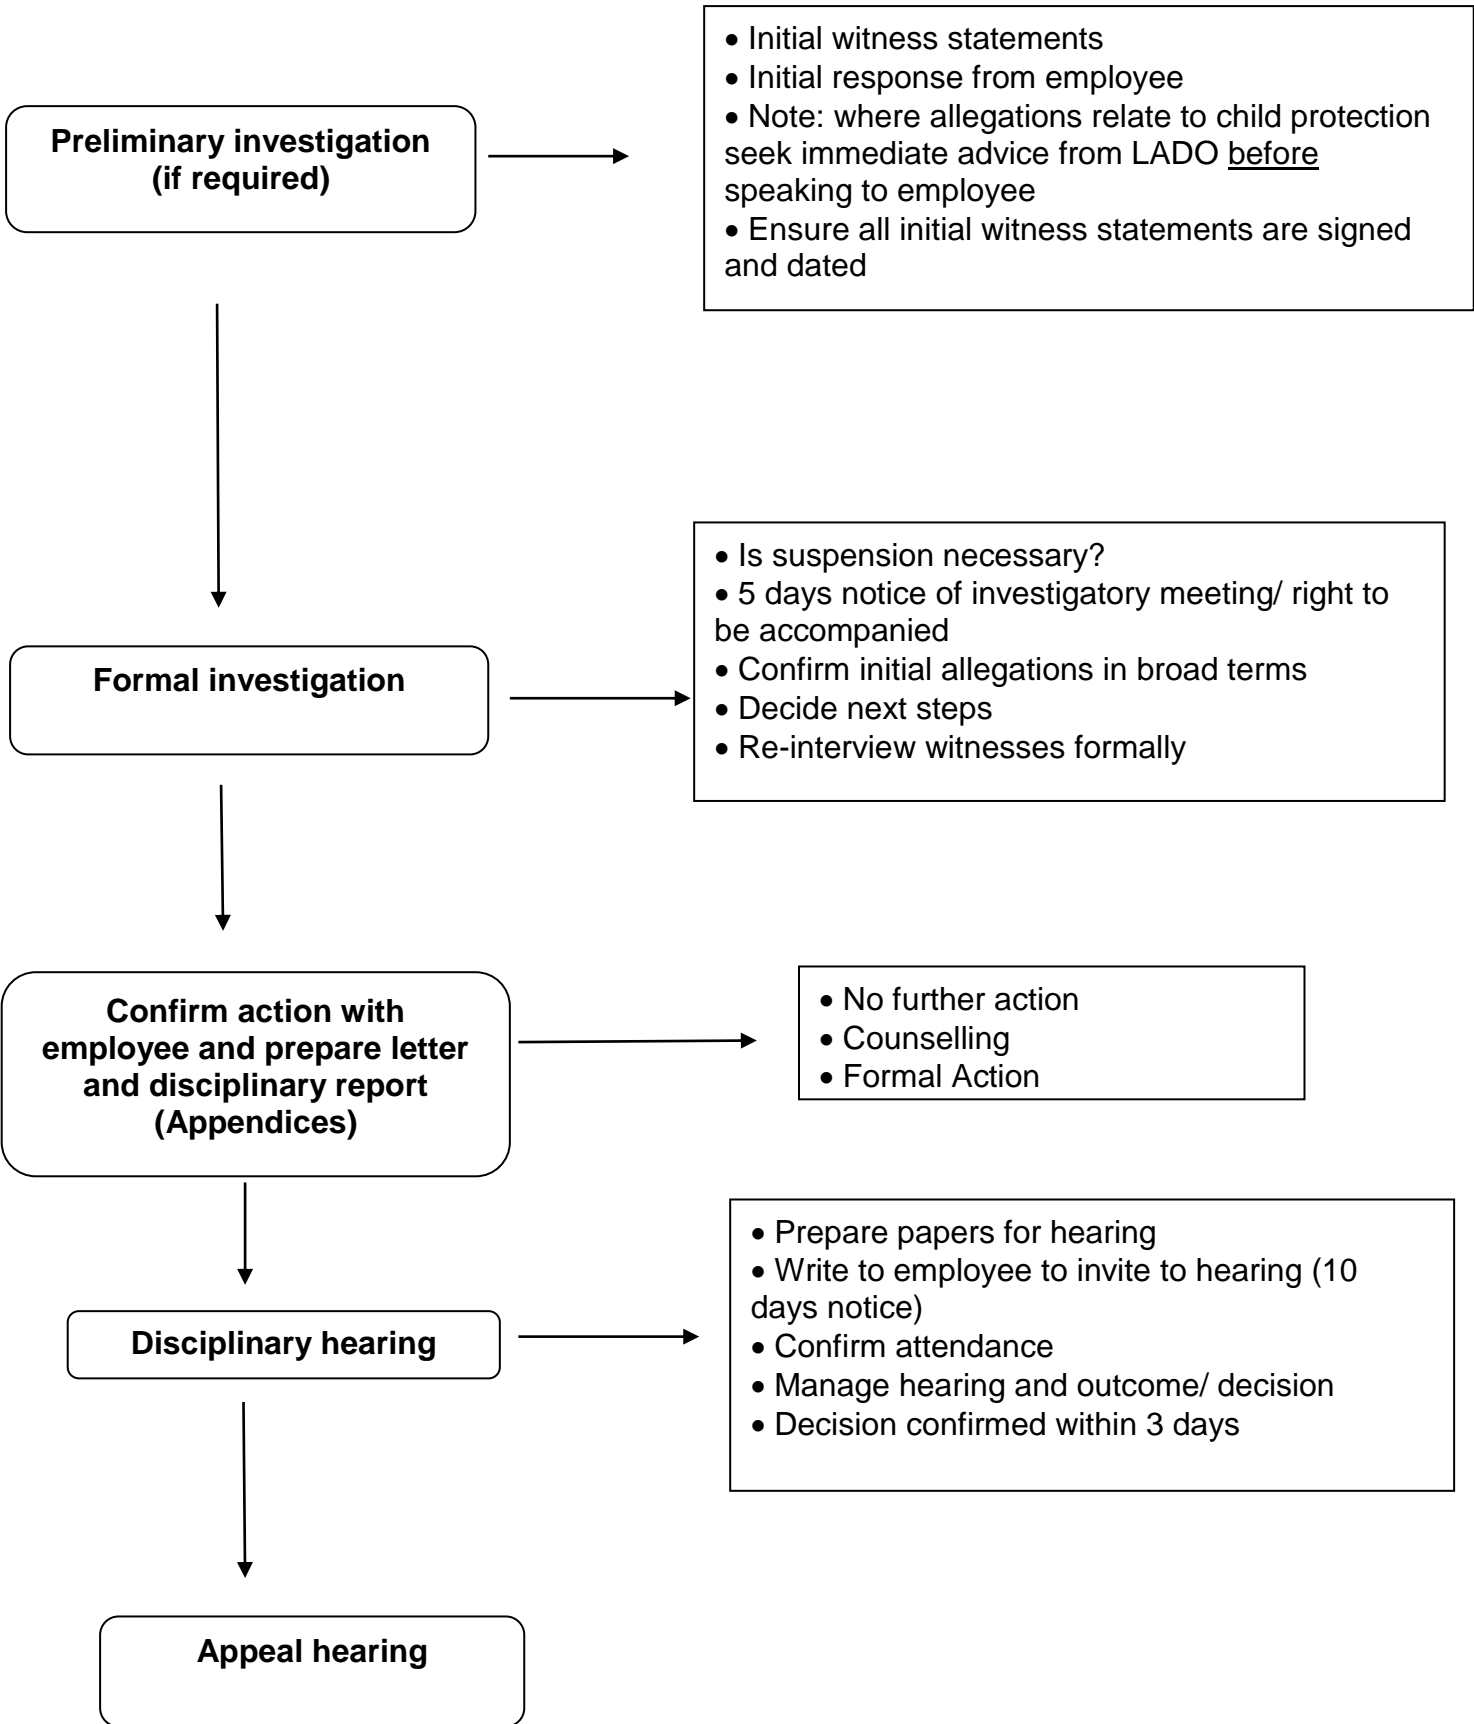 Preliminary investigation
(if required)
• Initial witness statements
• Initial response from employee
• Note: where allegations relate to child protection
seek immediate advice from LADO before
speaking to employee
• Ensure all initial witness statements are signed
and dated
Formal investigation
• Is suspension necessary?
• 5 days notice of investigatory meeting/ right to
be accompanied
• Confirm initial allegations in broad terms
• Decide next steps
• Re-interview witnesses formally
Confirm action with
employee and prepare letter
and disciplinary report
(Appendices)
• No further action
• Counselling
• Formal Action
Disciplinary hearing
• Prepare papers for hearing
• Write to employee to invite to hearing (10
days notice)
• Confirm attendance
• Manage hearing and outcome/ decision
• Decision confirmed within 3 days
Appeal hearing